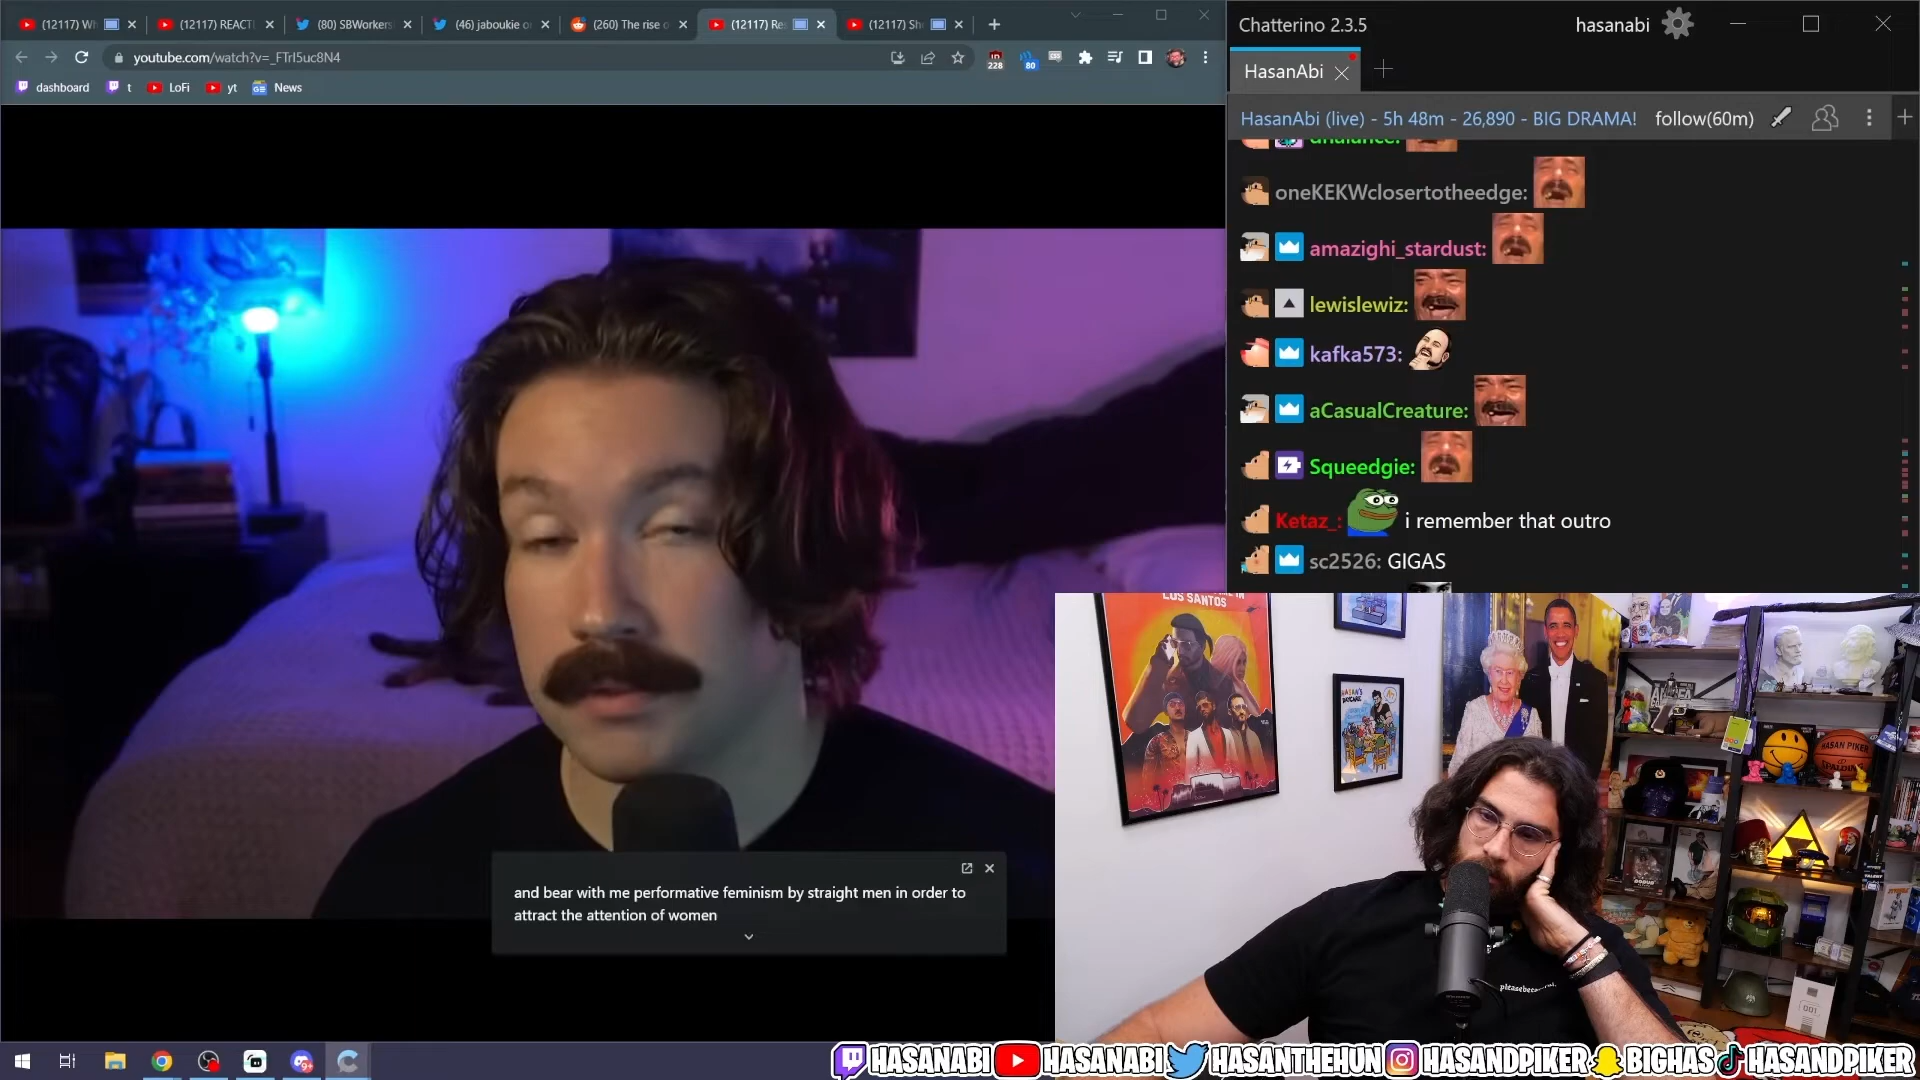 (12117) Wh
(12117) REACTI
(80) SBWorkers
(46) jaboukie o
(260) The rise o
(12117) Re
(12117) Sh
youtube.com/watch?v=_FTrI5uc8N4
228
80
dashboard
t
LoFi
yt
News
Chatterino 2.3.5
hasanabi
HasanAbi
HasanAbi (live) - 5h 48m - 26,890 - BIG DRAMA!
follow(60m)
oneKEKWclosertotheedge:
amazighi_stardust:
lewislewiz:
kafka573:
aCasualCreature:
Squeedgie:
Ketaz_: i remember that outro
sc2526: GIGAS
LOS SANTOS
HASAN PIKER
SPALDING
and bear with me performative feminism by straight men in order to
attract the attention of women
HASANABI
HASANABI
HASANTHEHUN
HASANDPIKER
BIGHAS
HASANDPIKER